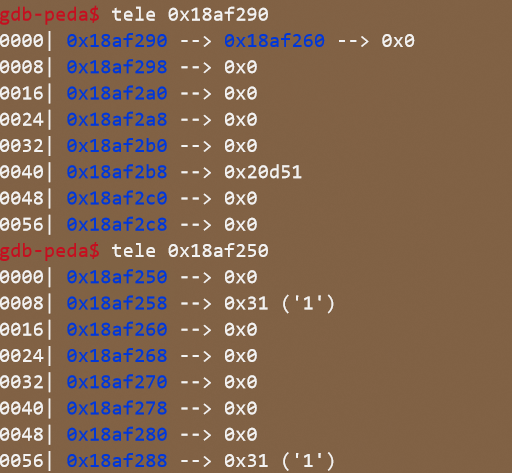 gdb-peda$ tele 0x18af290
0000| 0x18af290 --> 0x18af260 --> 0x0
0008| 0x18af298 --> 0x0
0016| 0x18af2a0 --> 0x0
0024| 0x18af2a8 --> 0x0
0032| 0x18af2b0 --> 0x0
0040| 0x18af2b8 --> 0x20d51
0048| 0x18af2c0 --> 0x0
0056| 0x18af2c8 --> 0x0
gdb-peda$ tele 0x18af250
0000| 0x18af250 --> 0x0
0008| 0x18af258 --> 0x31 ('1')
0016| 0x18af260 --> 0x0
0024| 0x18af268 --> 0x0
0032| 0x18af270 --> 0x0
0040| 0x18af278 --> 0x0
0048| 0x18af280 --> 0x0
0056| 0x18af288 --> 0x31 ('1')